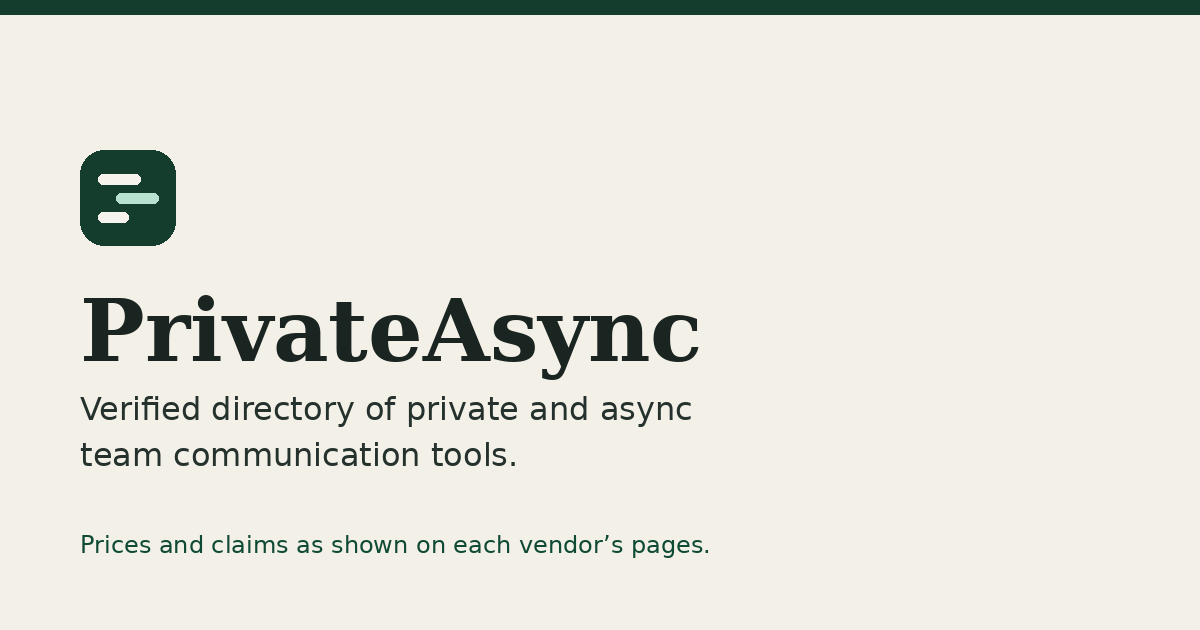 PrivateAsync
Verified directory of private and async
team communication tools.
Prices and claims as shown on each vendor’s pages.